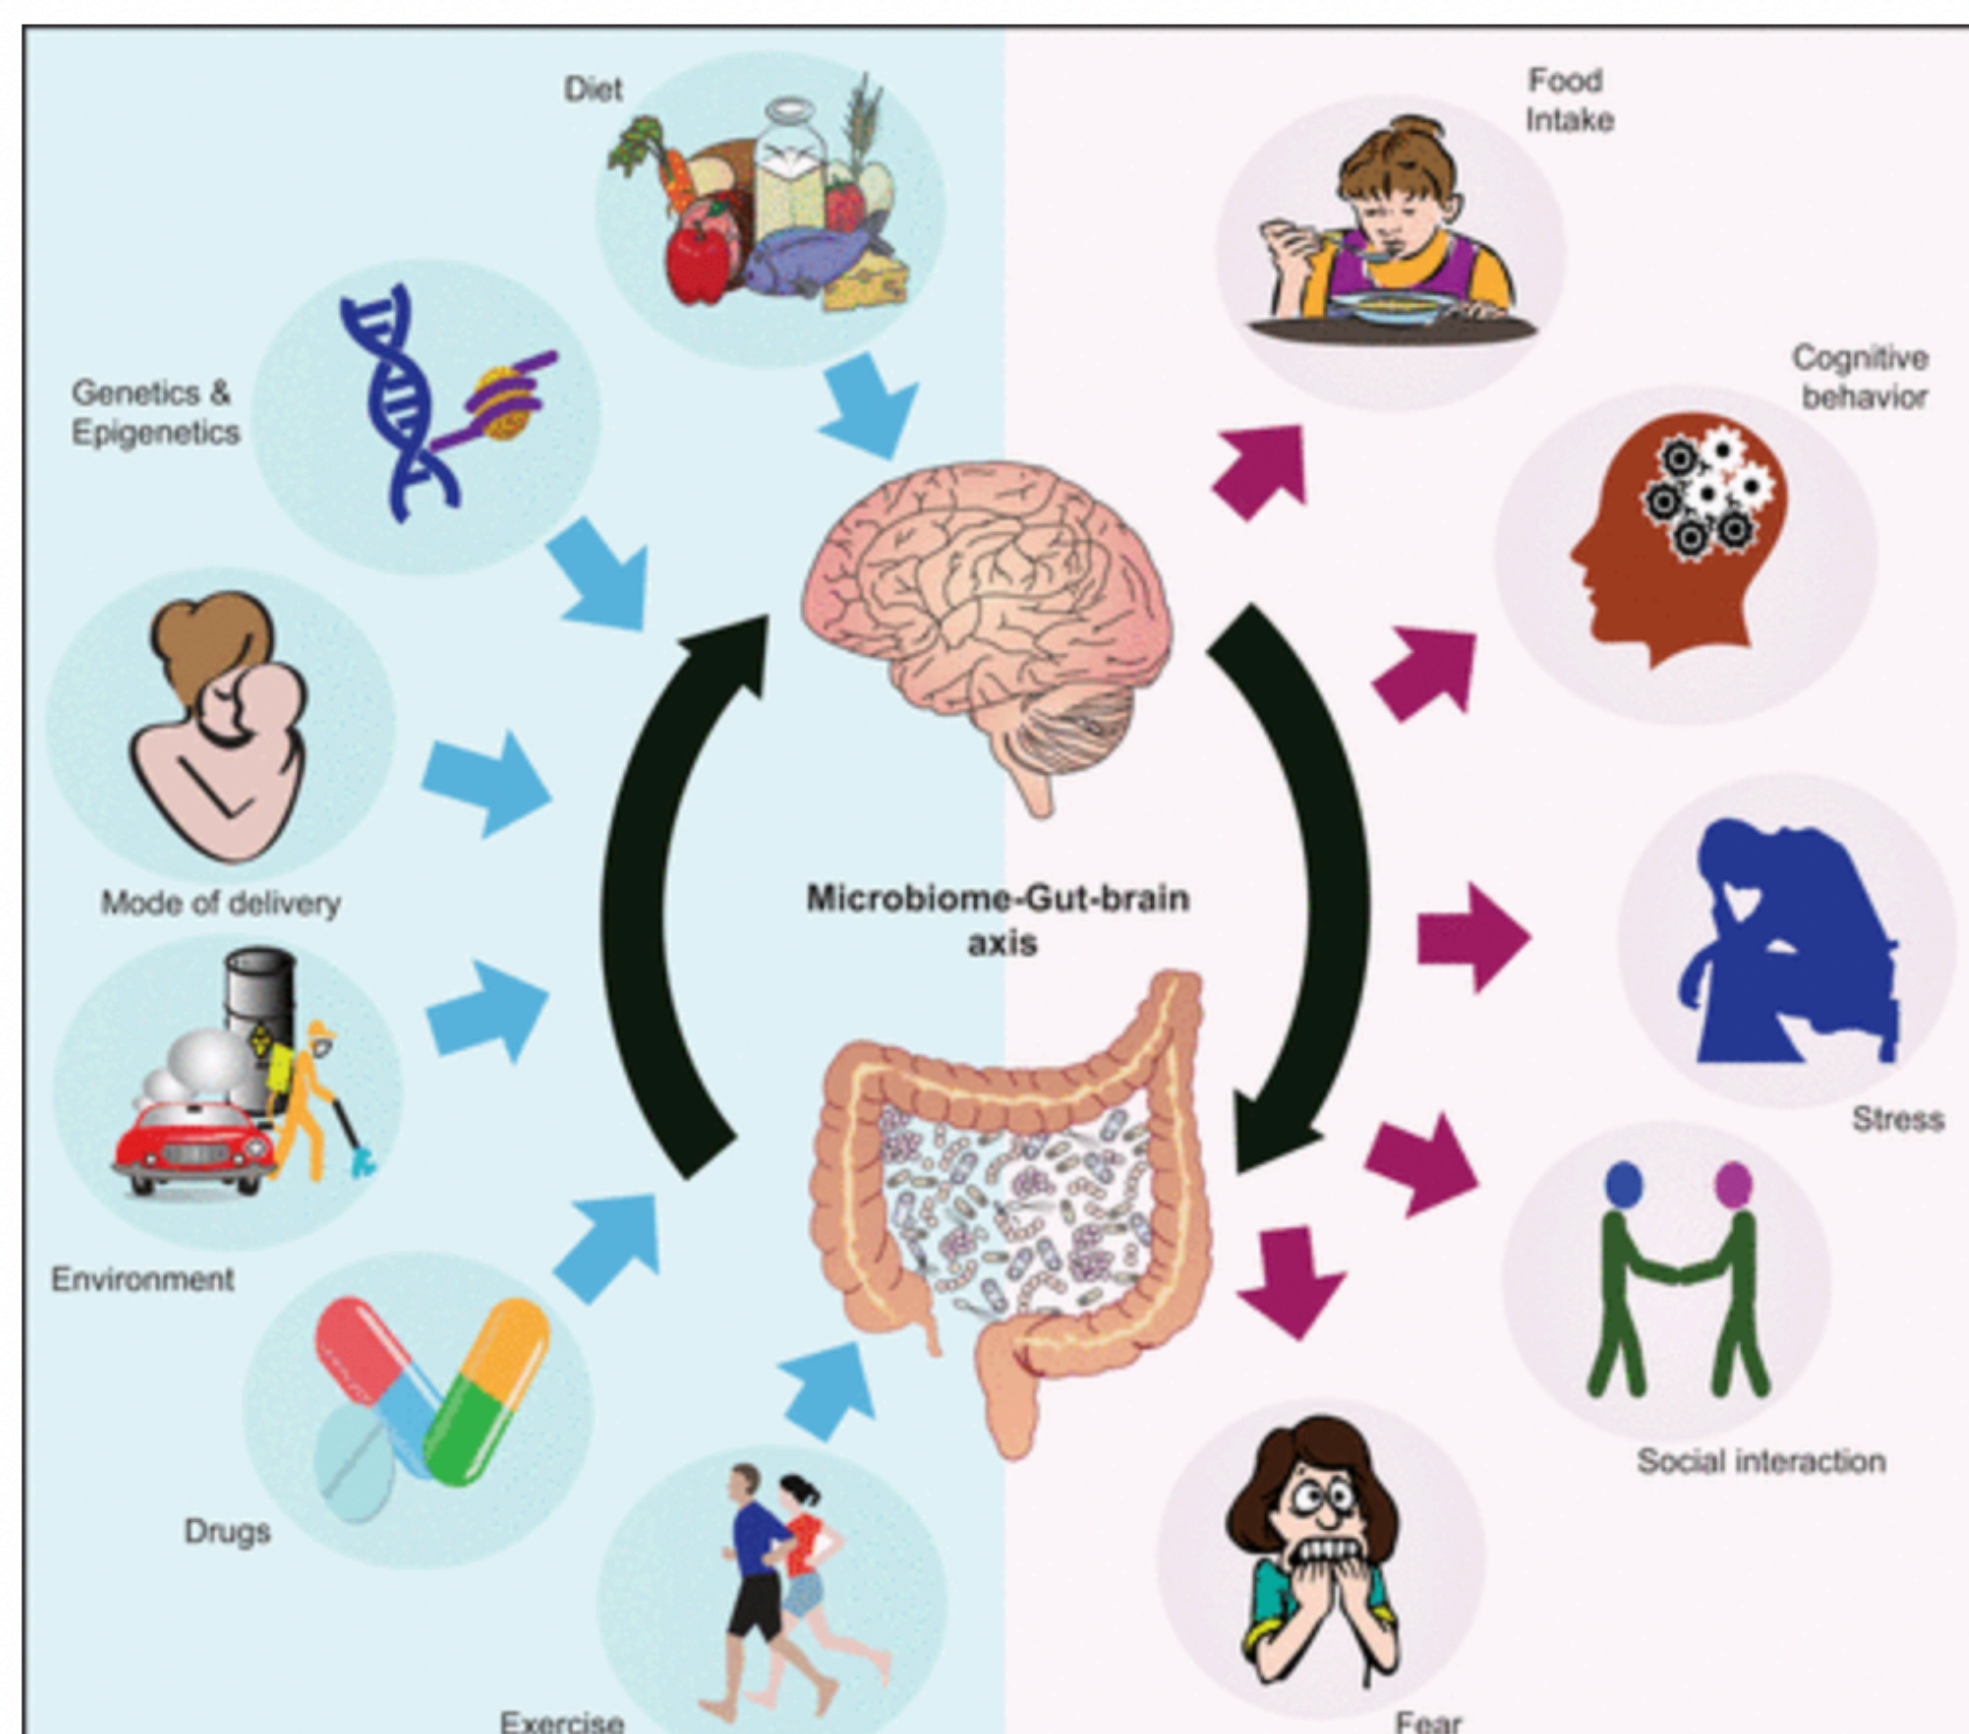 Diet
Food
Intake
Cognitive
behavior
Genetics &
Epigenetics
Mode of delivery
Microbiome-Gut-brain
axis
Stress
Environment
Social interaction
Drugs
Exercise
Fear